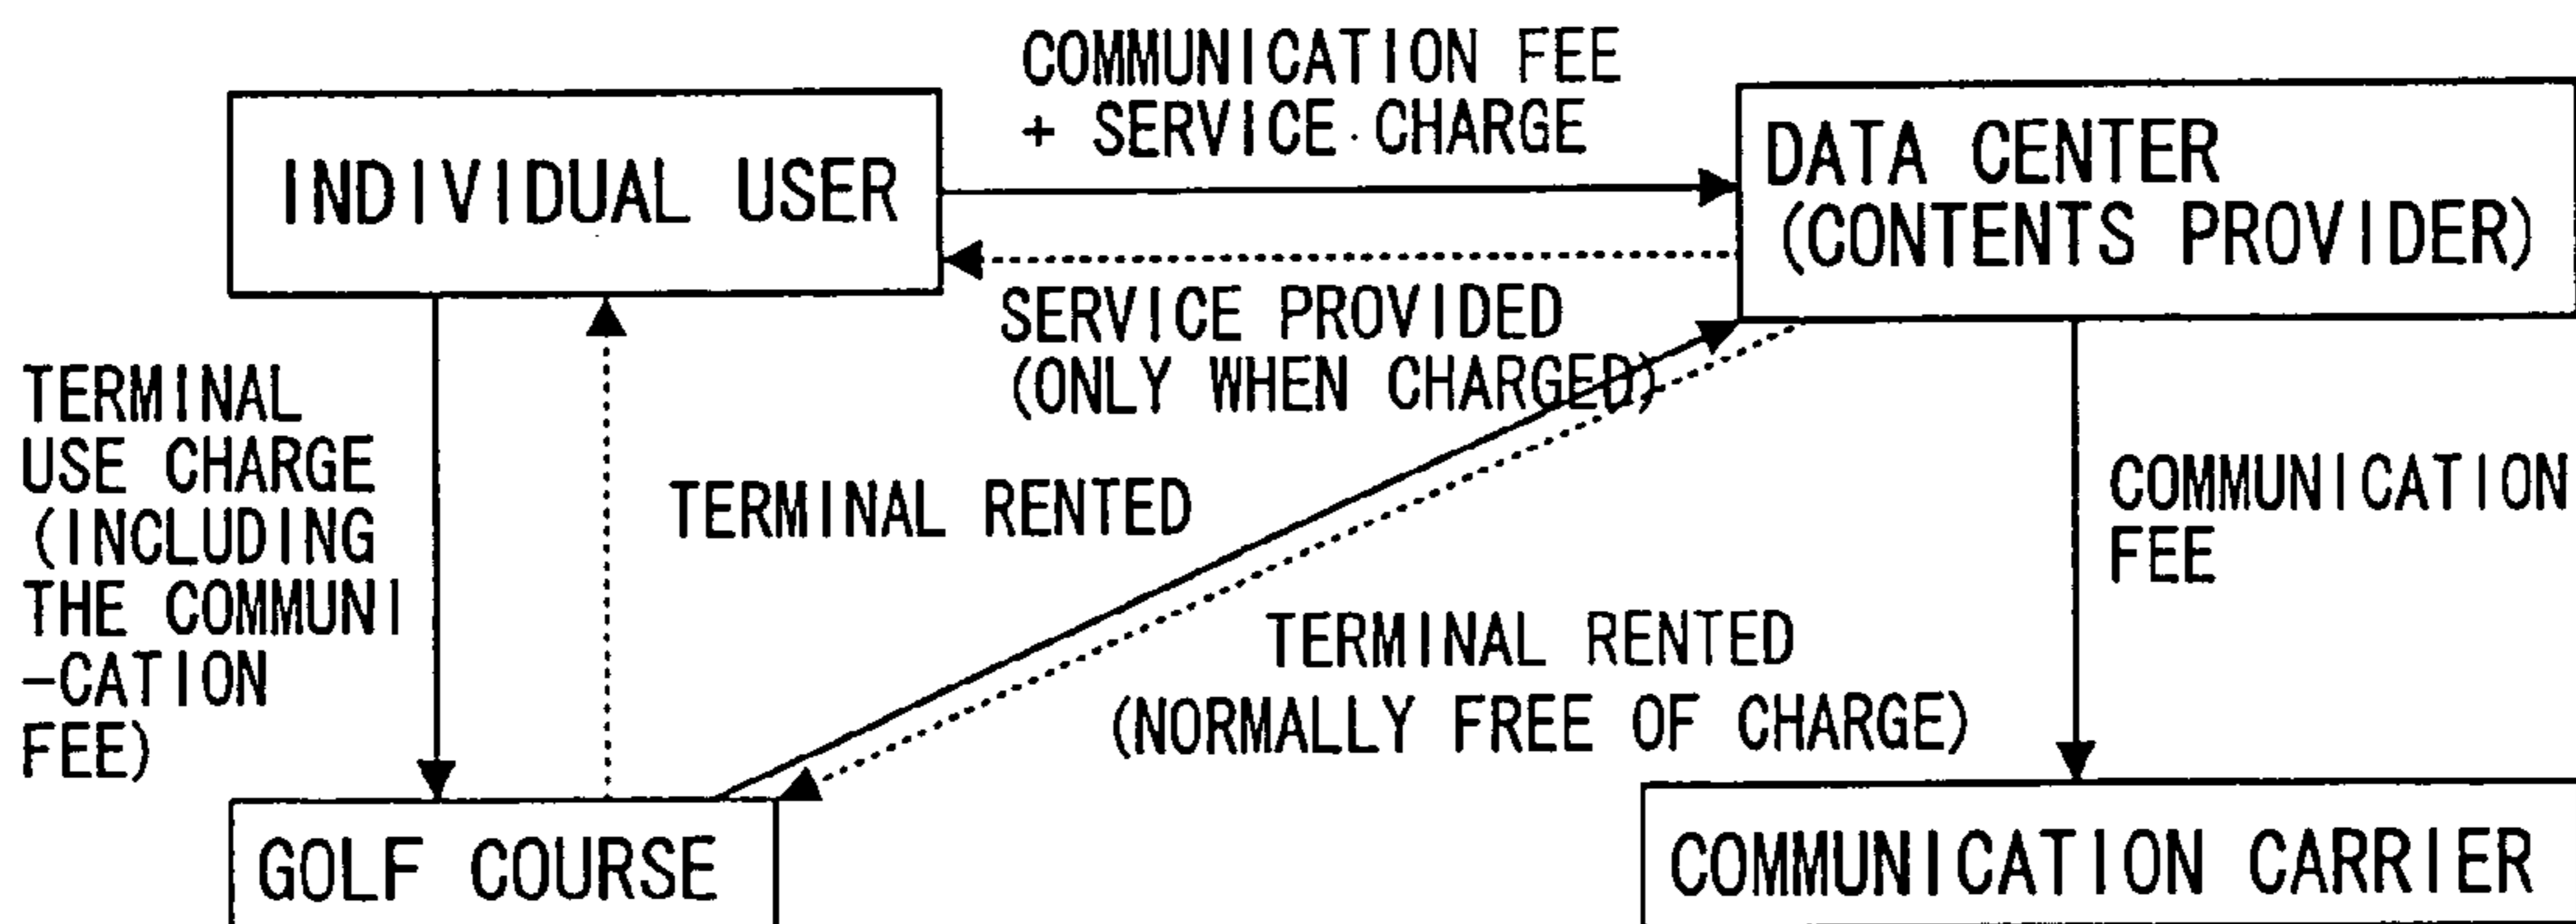 COMMUNICATION FEE
+ SERVICE CHARGE
INDIVIDUAL USER
DATA CENTER
(CONTENTS PROVIDER)
SERVICE PROVIDED
(ONLY WHEN CHARGED)
TERMINAL
USE CHARGE
(INCLUDING
THE COMMUNI
-CATION
FEE)
TERMINAL RENTED
COMMUNICATION
FEE
TERMINAL RENTED
(NORMALLY FREE OF CHARGE)
GOLF COURSE
COMMUNICATION CARRIER